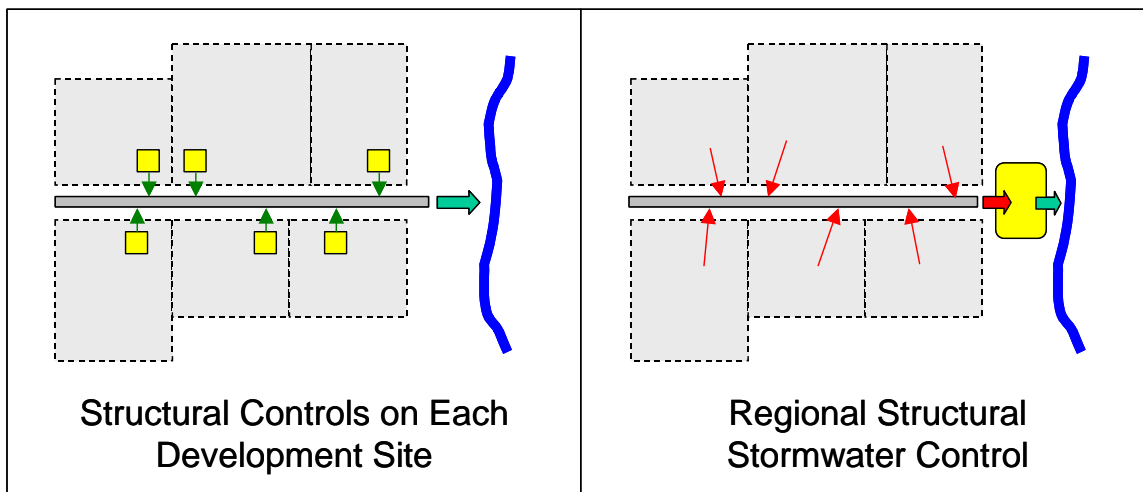 Structural Controls on Each
Development Site
Regional Structural
Stormwater Control